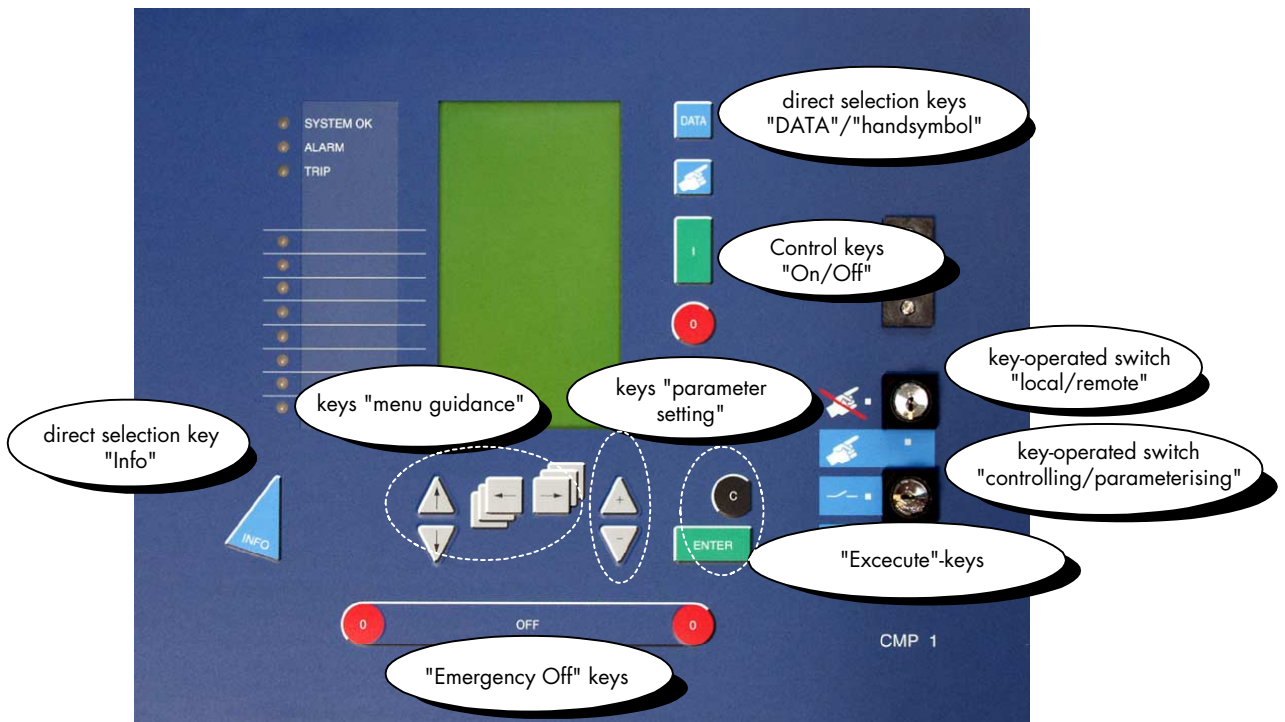 SYSTEM OK
ALARM
TRIP
DATA
direct selection keys
"DATA"/"handsymbol"
I
Control keys
"On/Off"
0
key-operated switch
"local/remote"
keys "menu guidance"
keys "parameter
setting"
direct selection key
"Info"
key-operated switch
"controlling/parameterising"
INFO
+
−
C
ENTER
"Excecute"-keys
0
OFF
0
CMP 1
"Emergency Off" keys